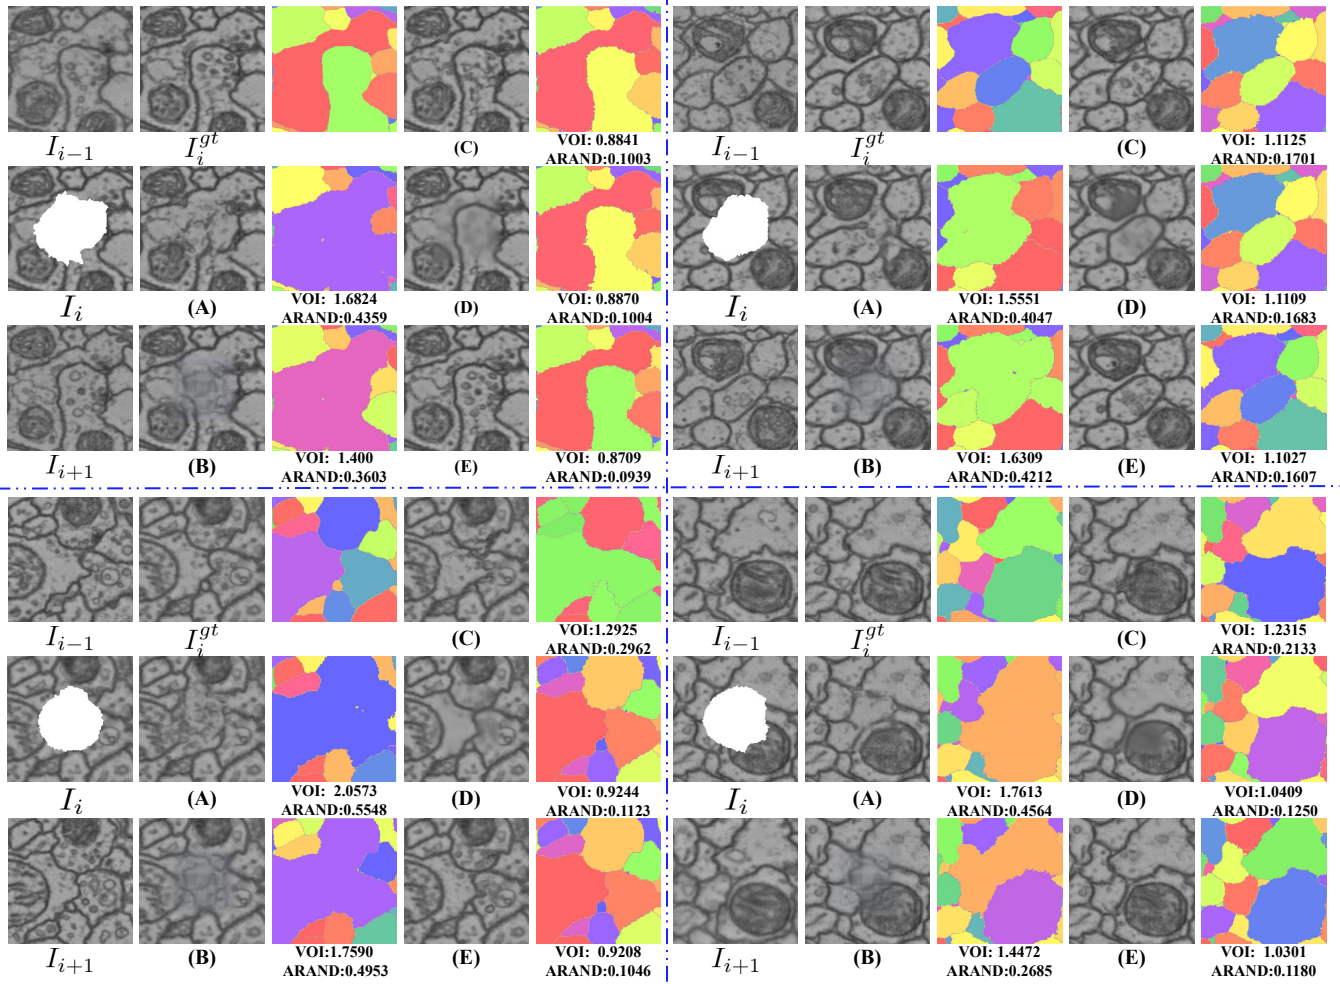 I_{i-1}
I_i^{gt}
(C)
VOI: 0.8841
ARAND:0.1003
I_i
(A)
VOI: 1.6824
ARAND:0.4359
(D)
VOI: 0.8870
ARAND:0.1004
I_{i+1}
(B)
VOI: 1.400
ARAND:0.3603
(E)
VOI: 0.8709
ARAND:0.0939
I_{i-1}
I_i^{gt}
(C)
VOI: 1.1125
ARAND:0.1701
I_i
(A)
VOI: 1.5551
ARAND:0.4047
(D)
VOI: 1.1109
ARAND:0.1683
I_{i+1}
(B)
VOI: 1.6309
ARAND:0.4212
(E)
VOI: 1.1027
ARAND:0.1607
I_{i-1}
I_i^{gt}
(C)
VOI:1.2925
ARAND:0.2962
I_i
(A)
VOI: 2.0573
ARAND:0.5548
(D)
VOI: 0.9244
ARAND:0.1123
I_{i+1}
(B)
VOI:1.7590
ARAND:0.4953
(E)
VOI: 0.9208
ARAND:0.1046
I_{i-1}
I_i^{gt}
(C)
VOI: 1.2315
ARAND:0.2133
I_i
(A)
VOI: 1.7613
ARAND:0.4564
(D)
VOI:1.0409
ARAND:0.1250
I_{i+1}
(B)
VOI: 1.4472
ARAND:0.2685
(E)
VOI: 1.0301
ARAND:0.1180